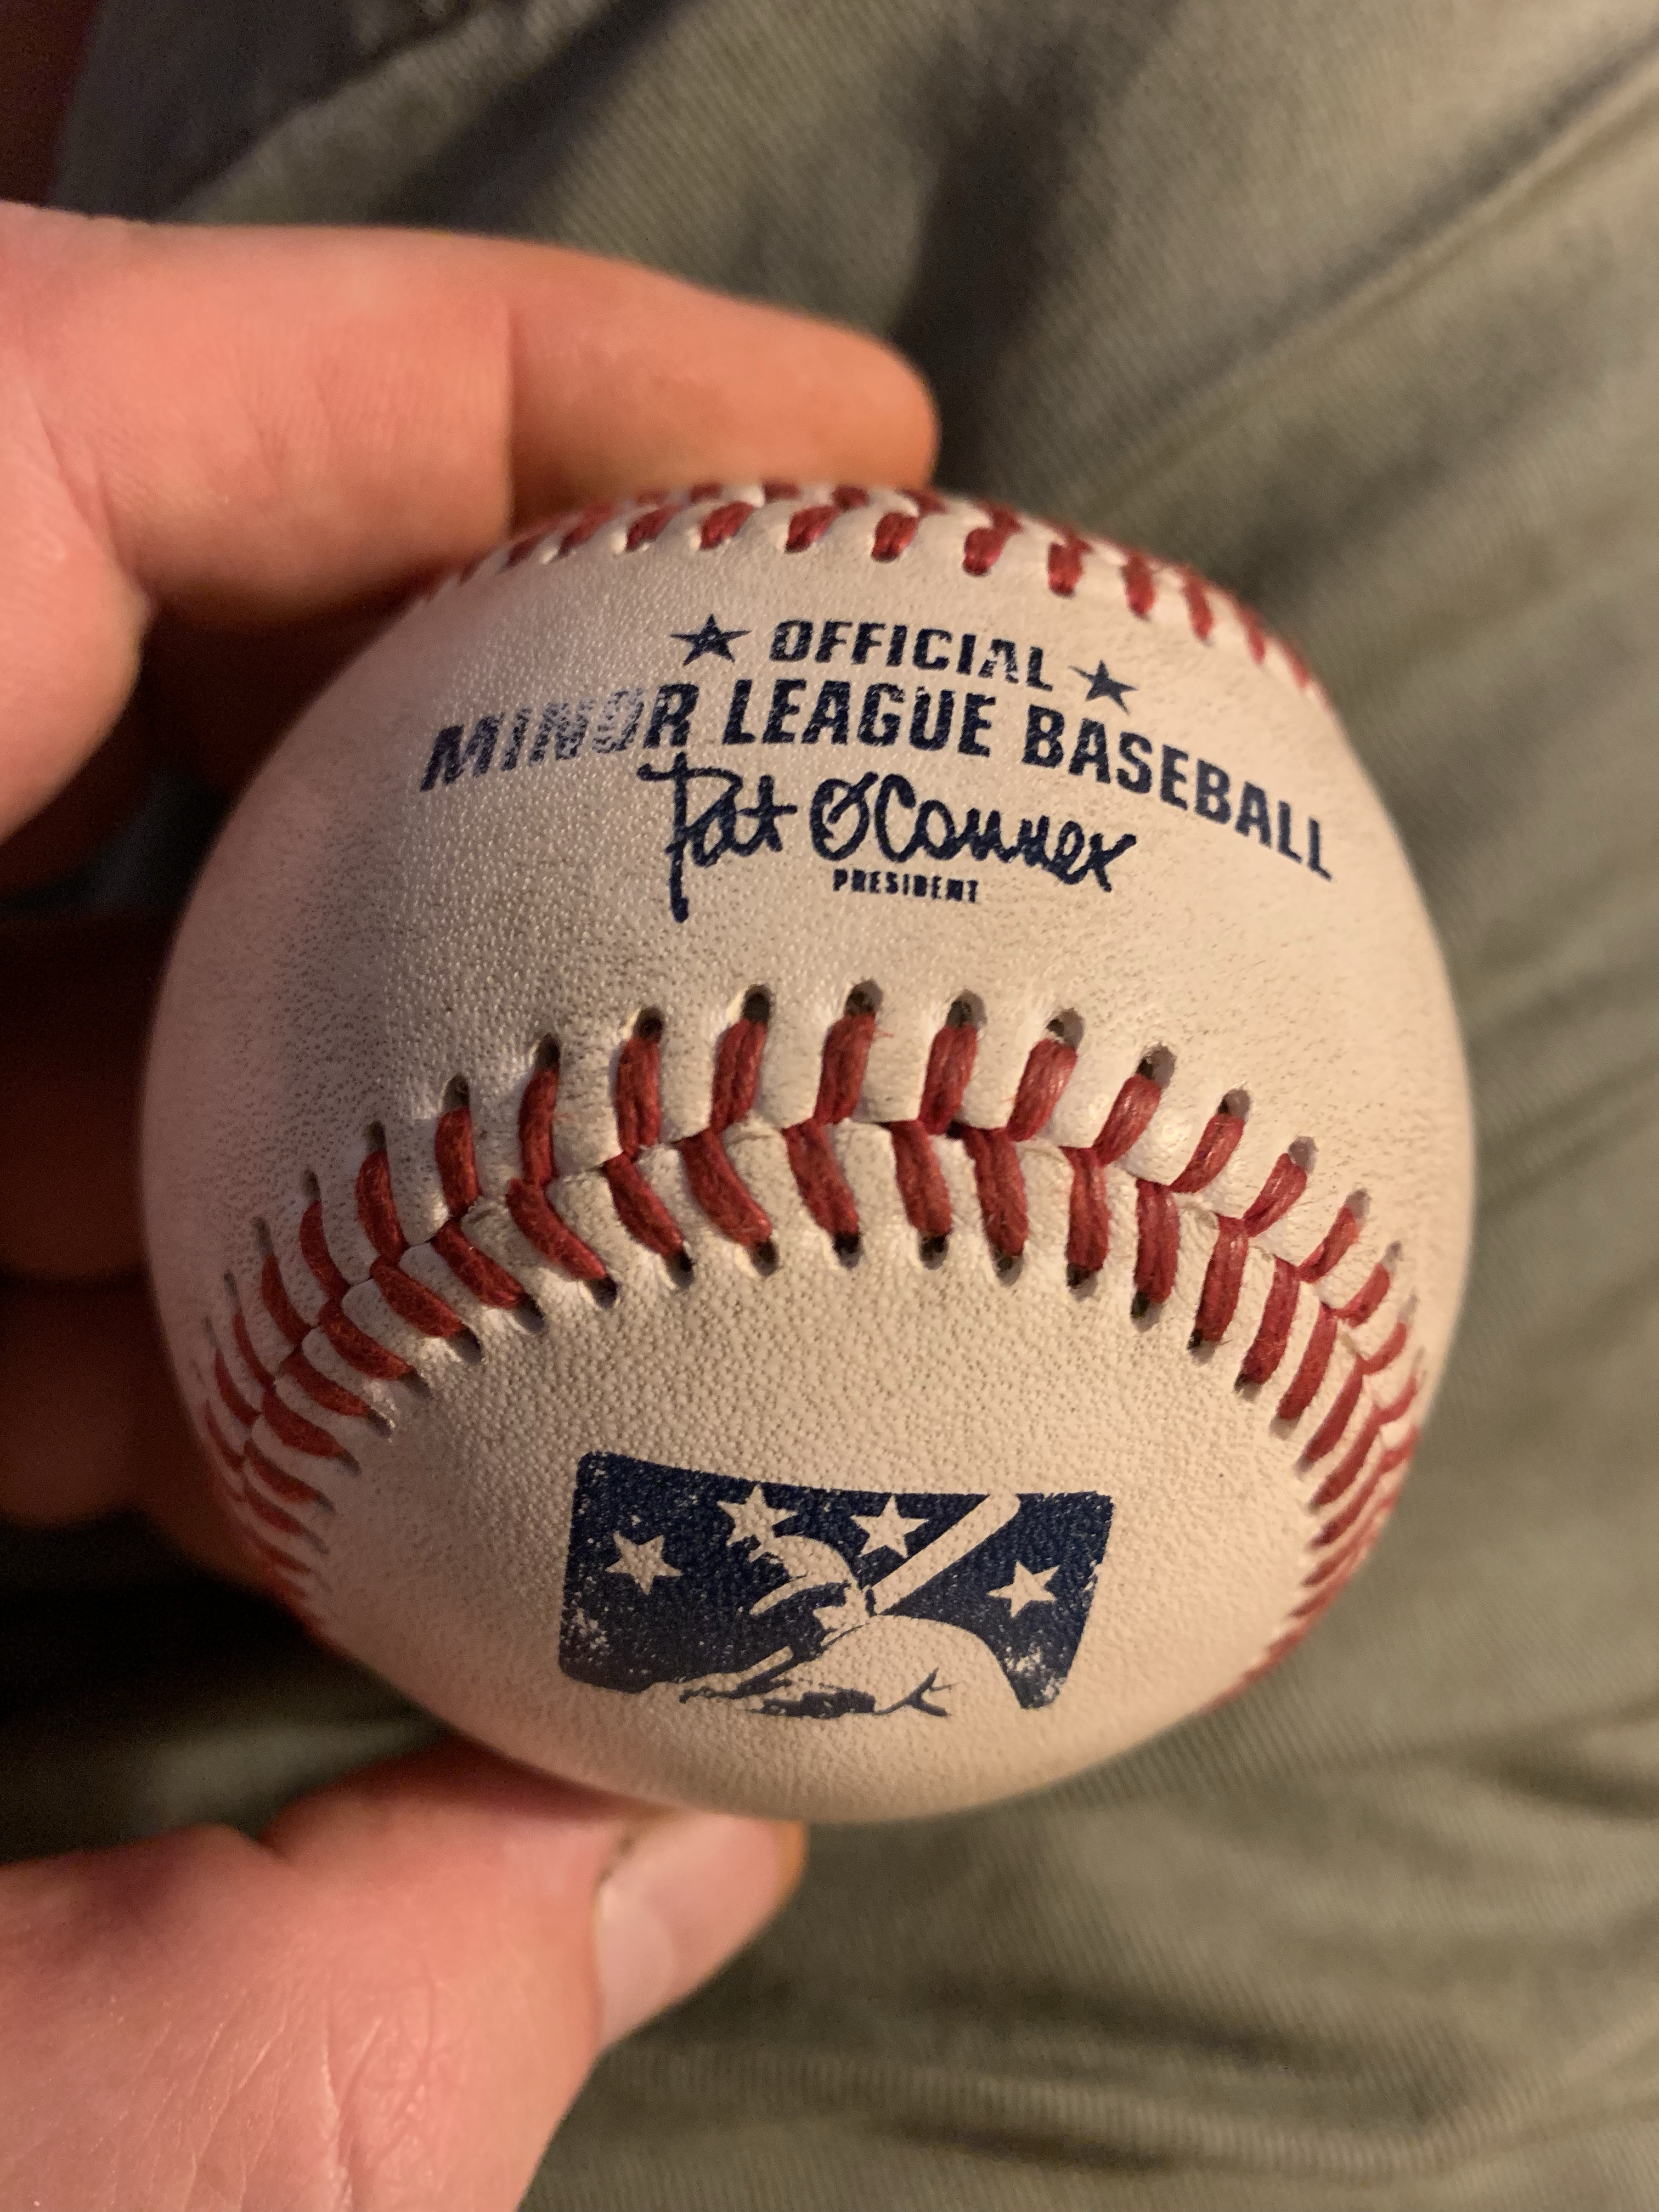 ★ OFFICIAL ★
MINOR LEAGUE BASEBALL
Pat O'Conner
PRESIDENT